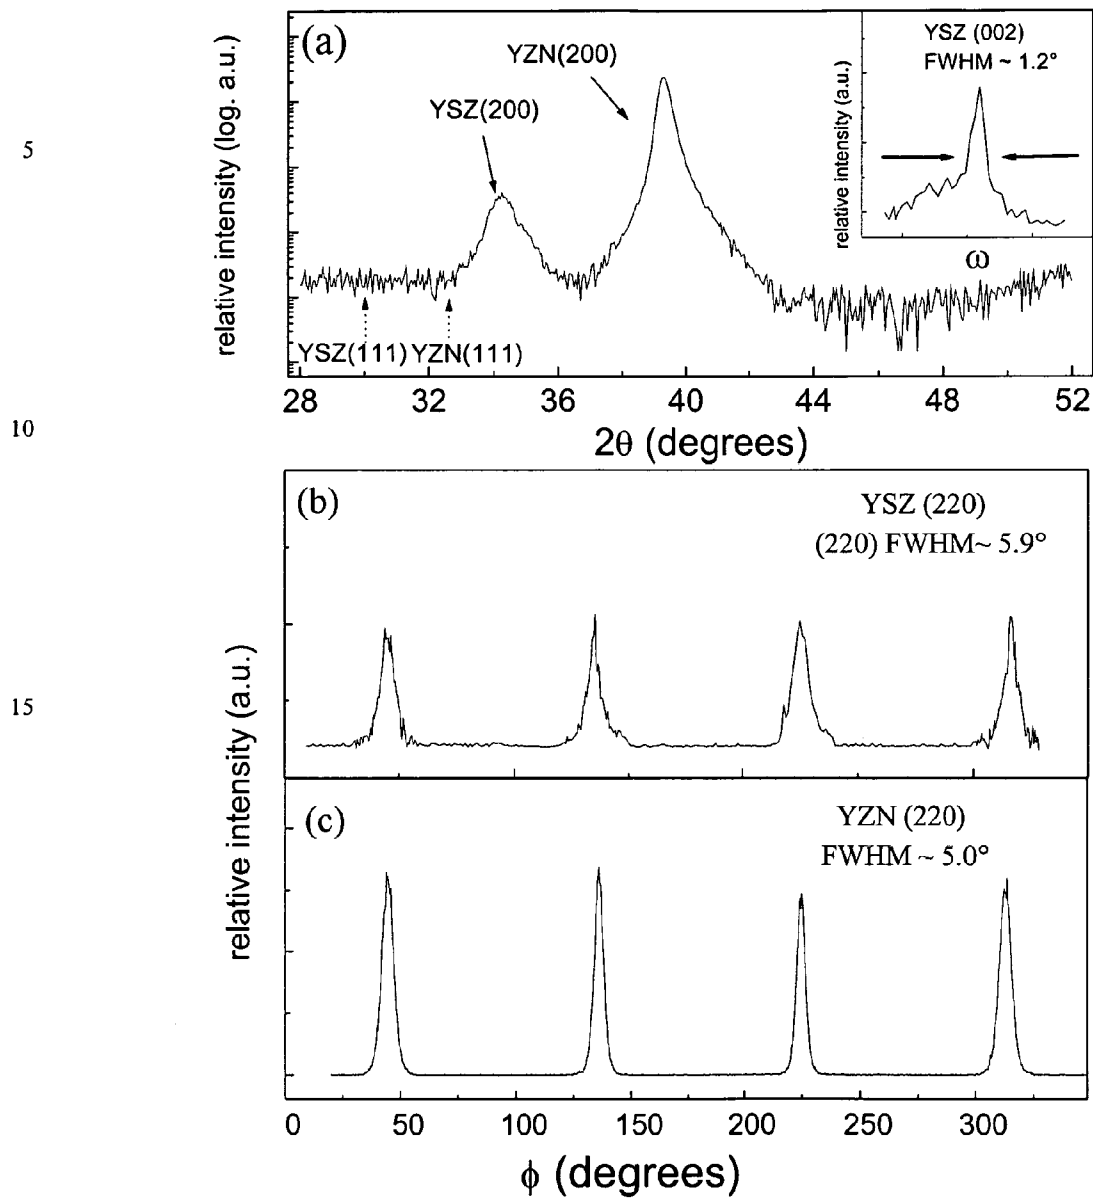 (a)
YZN(200)
YSZ(200)
YSZ (002)
FWHM ~ 1.2°
relative intensity (a.u.)
ω
relative intensity (log. a.u.)
YSZ(111) YZN(111)
28 32 36 40 44 48 52
2θ (degrees)
5
10
15
(b)
YSZ (220)
(220) FWHM~ 5.9°
relative intensity (a.u.)
(c)
YZN (220)
FWHM ~ 5.0°
0 50 100 150 200 250 300
ϕ (degrees)